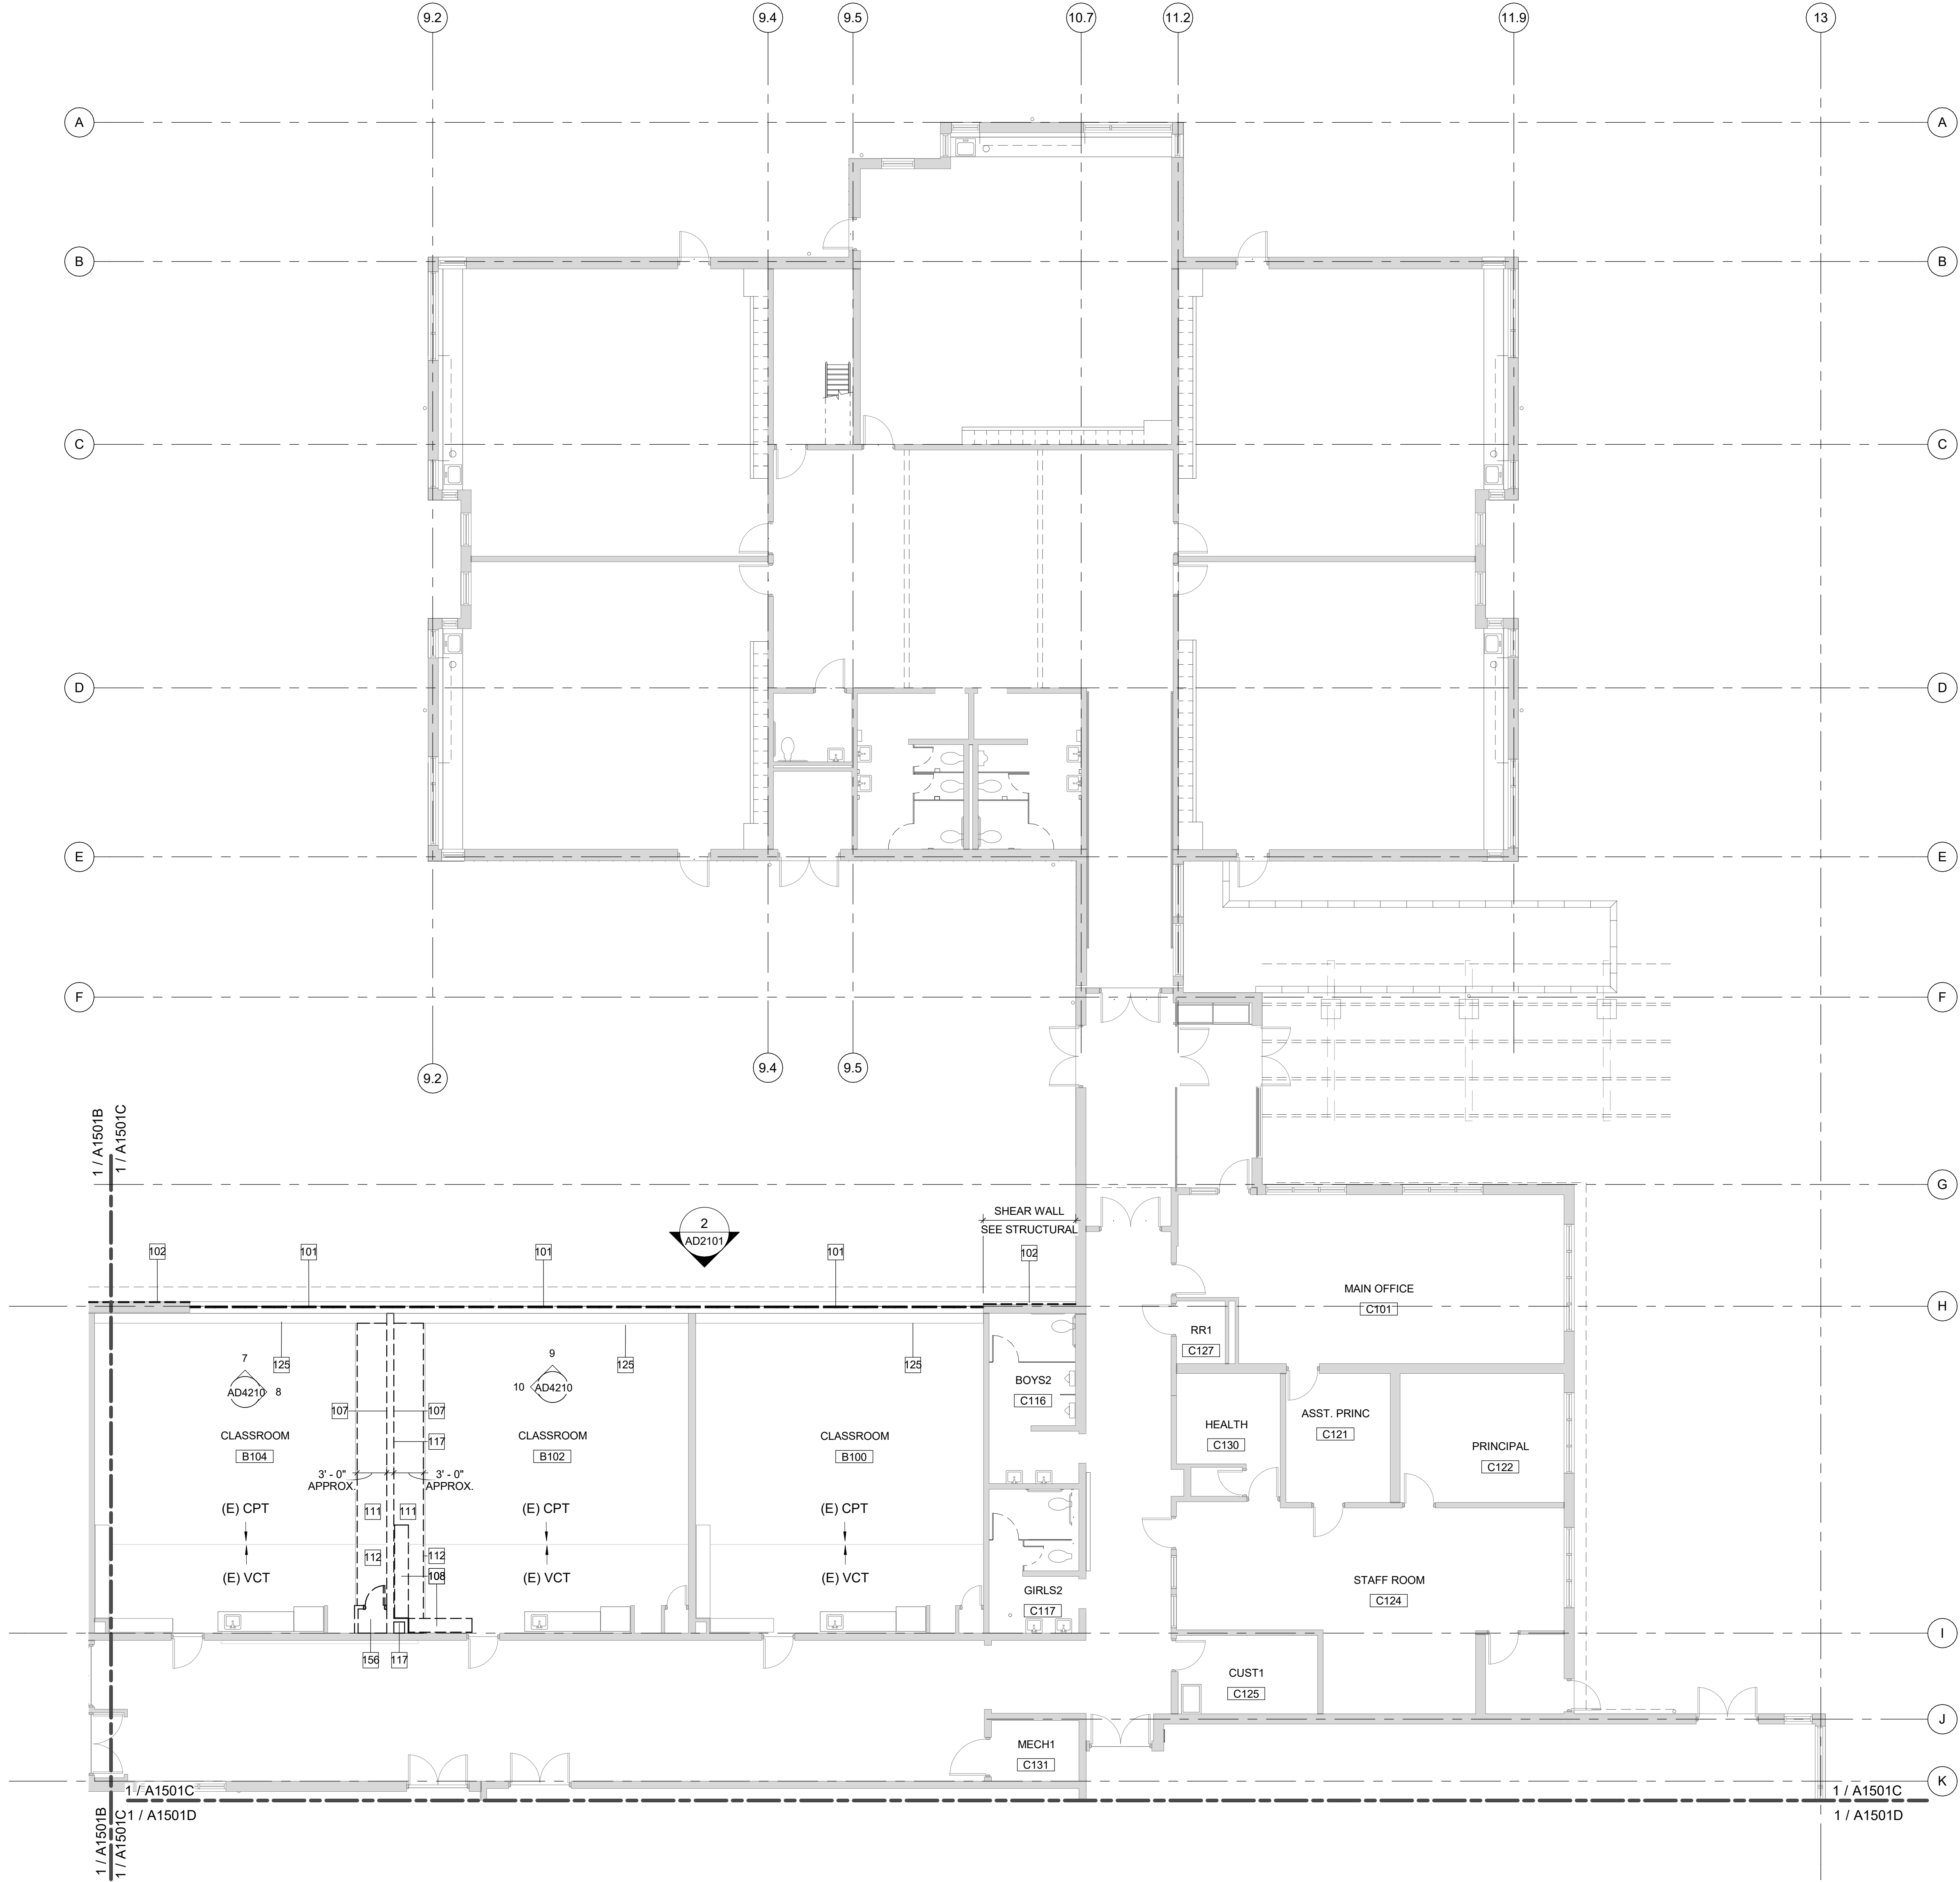 9.2
9.4
9.5
10.7
11.2
11.9
13
A
A
B
B
C
C
D
D
E
E
F
F
9.2
9.4
9.5
1 / A1501B
1 / A1501C
G
SHEAR WALL
SEE STRUCTURAL
2
AD2101
102
101
101
101
102
MAIN OFFICE
C101
H
RR1
C127
125
125
125
7
AD4210
8
9
10
AD4210
BOYS2
C116
107
107
117
CLASSROOM
B104
CLASSROOM
B102
CLASSROOM
B100
HEALTH
C130
ASST. PRINC
C121
PRINCIPAL
C122
3' - 0"
APPROX.
3' - 0"
APPROX.
(E) CPT
111
111
(E) CPT
(E) CPT
112
112
108
(E) VCT
(E) VCT
(E) VCT
GIRLS2
C117
STAFF ROOM
C124
I
156
117
CUST1
C125
J
MECH1
C131
K
1 / A1501C
1 / A1501D
1 / A1501C
1 / A1501D
1 / A1501B
1 / A1501C